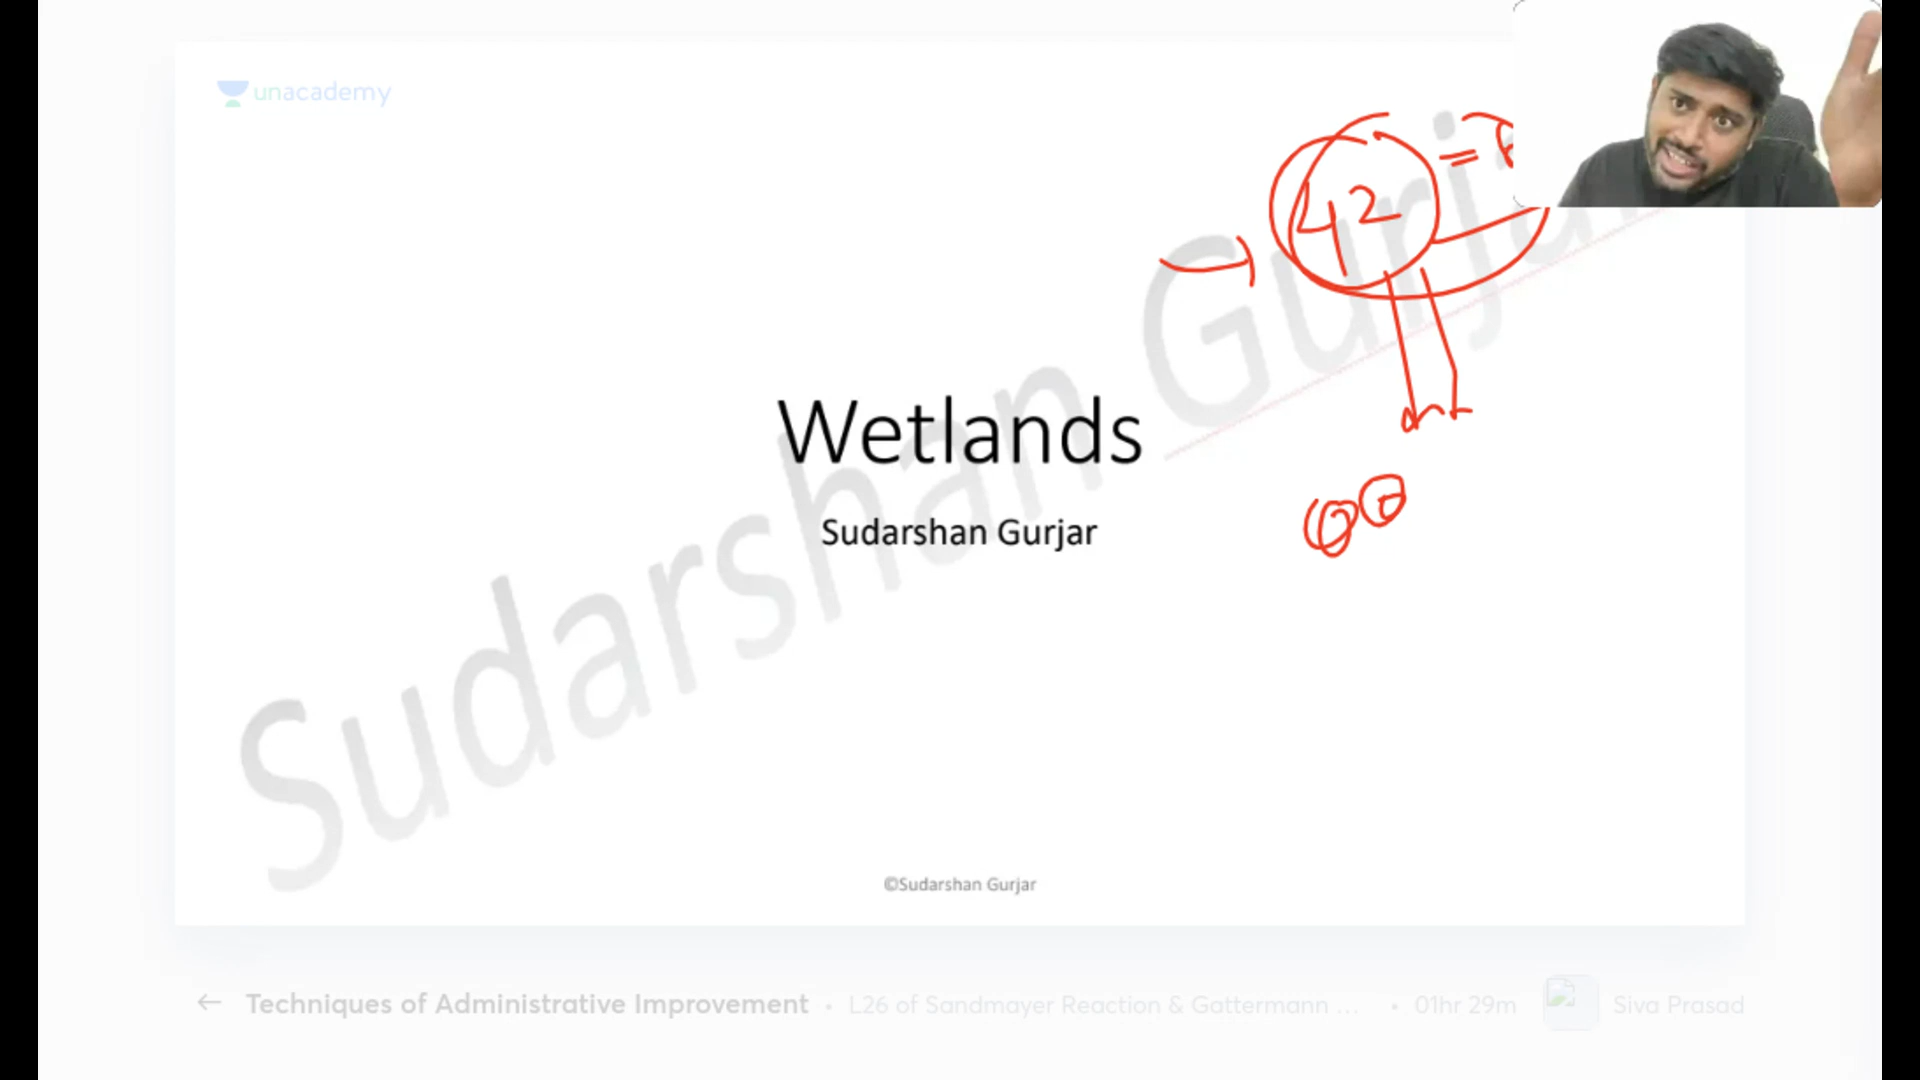 unacademy
42 =
Wetlands
Sudarshan Gurjar
Sudarshan Gurjar
©Sudarshan Gurjar
← Techniques of Administrative Improvement • L26 of Sandmayer Reaction & Gattermann ... • 01hr 29m Siva Prasad